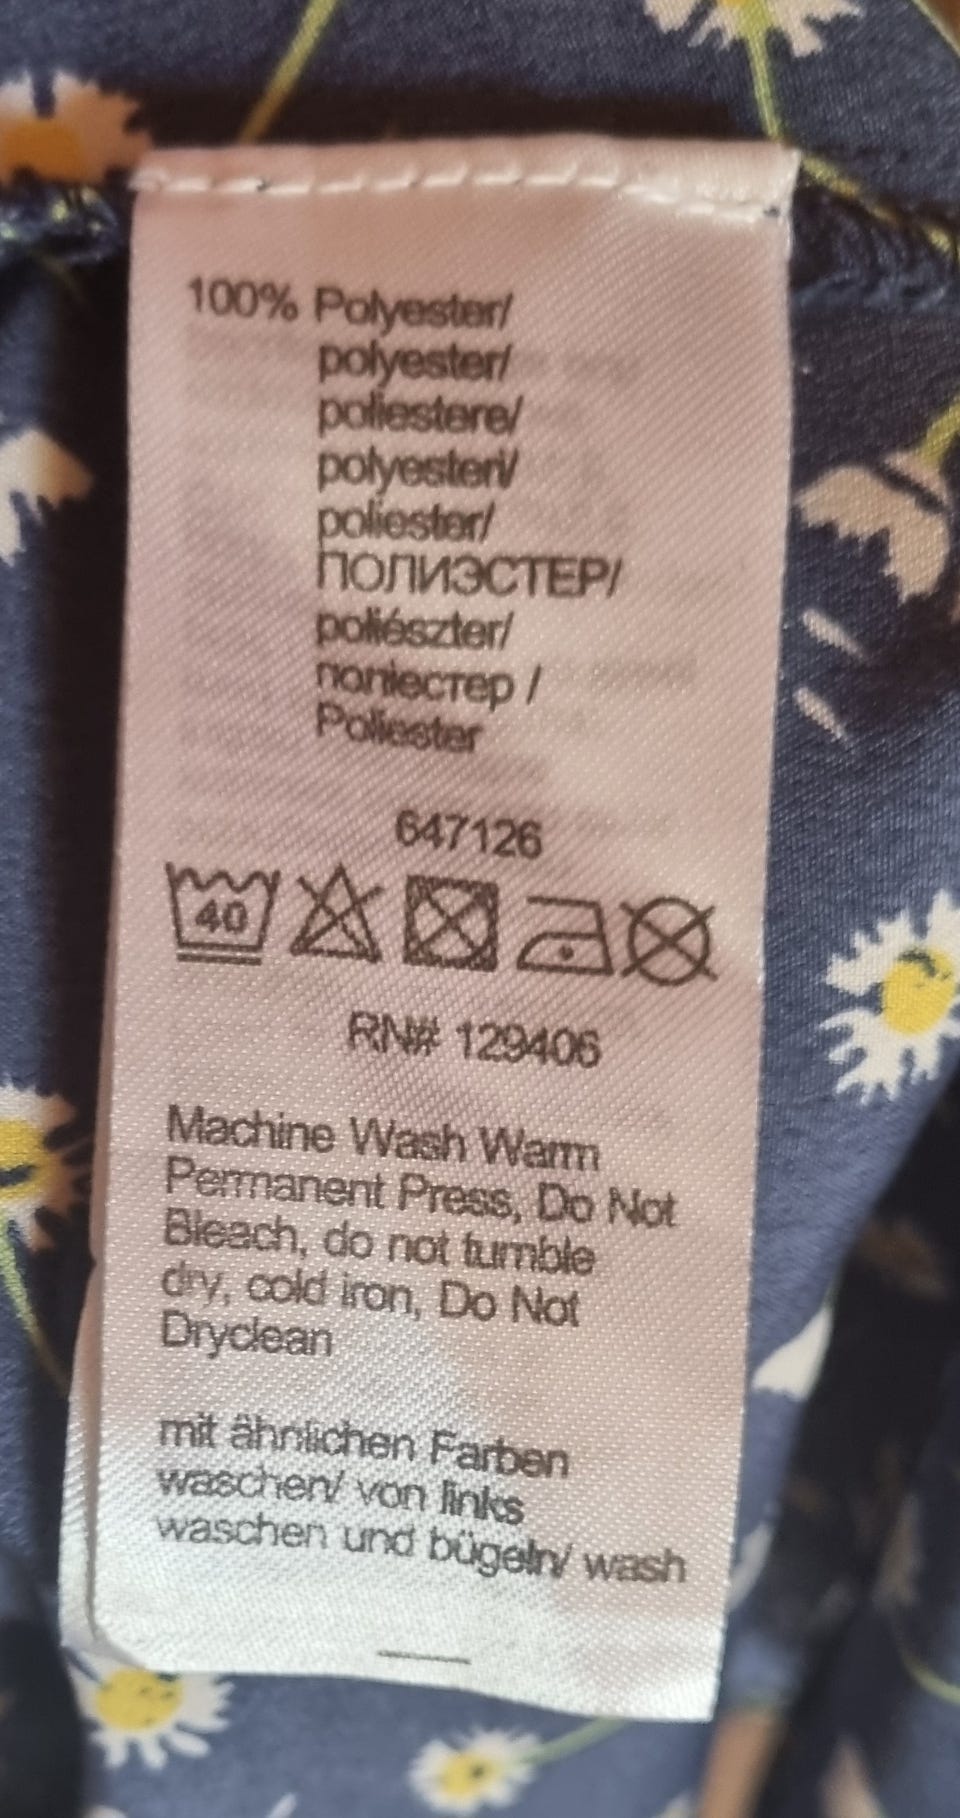 100% Polyester/
polyester/
poliestere/
polyesteri/
poliester/
ПОЛИЭСТЕР/
poliészter/
поліестер /
Poliester
647126
40
RN# 129406
Machine Wash Warm
Permanent Press, Do Not
Bleach, do not tumble
dry, cold iron, Do Not
Dryclean
mit ähnlichen Farben
waschen/ von links
waschen und bügeln/ wash